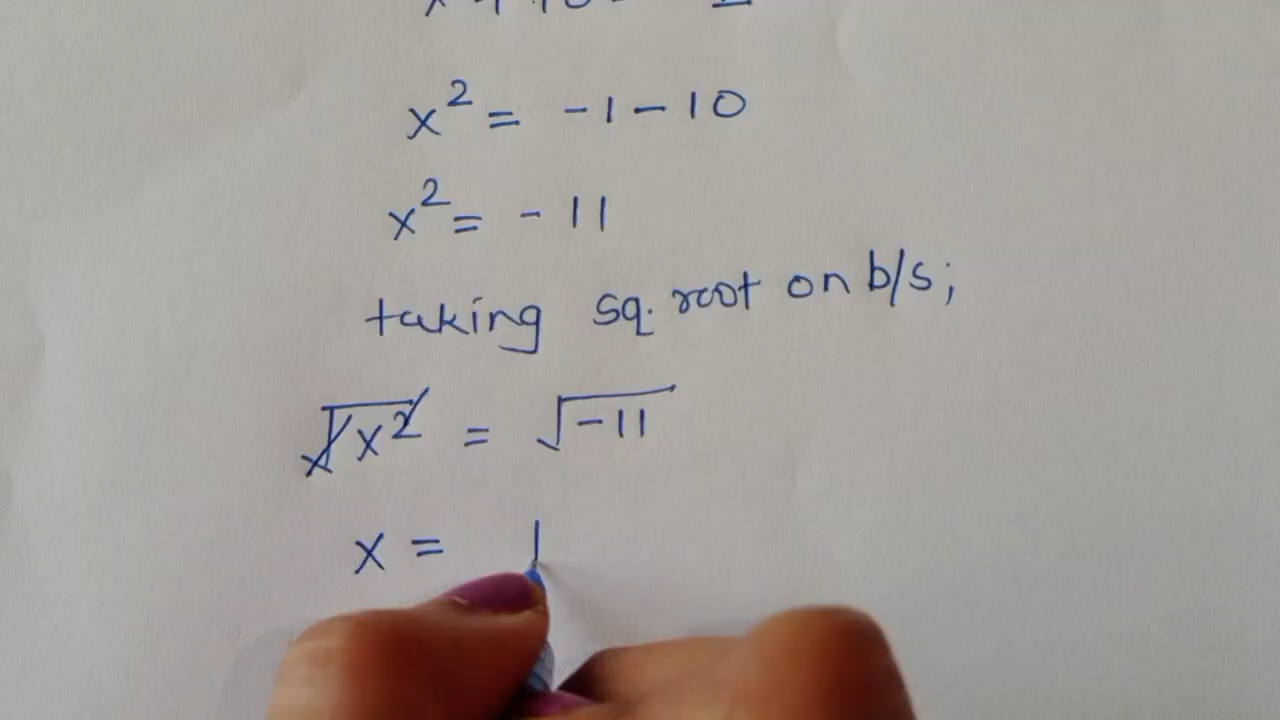 x² = -1-10
x² = -11
taking sq. root on b/s;
√x² = √-11
x =